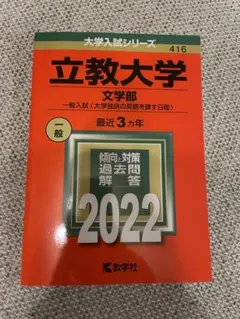 大学入試シリーズ
416
立教大学
文学部
一般入試〈大学独自の英語を課す日程〉
最近3カ年
一般
傾向と対策
過去問
解答
2022
教学社